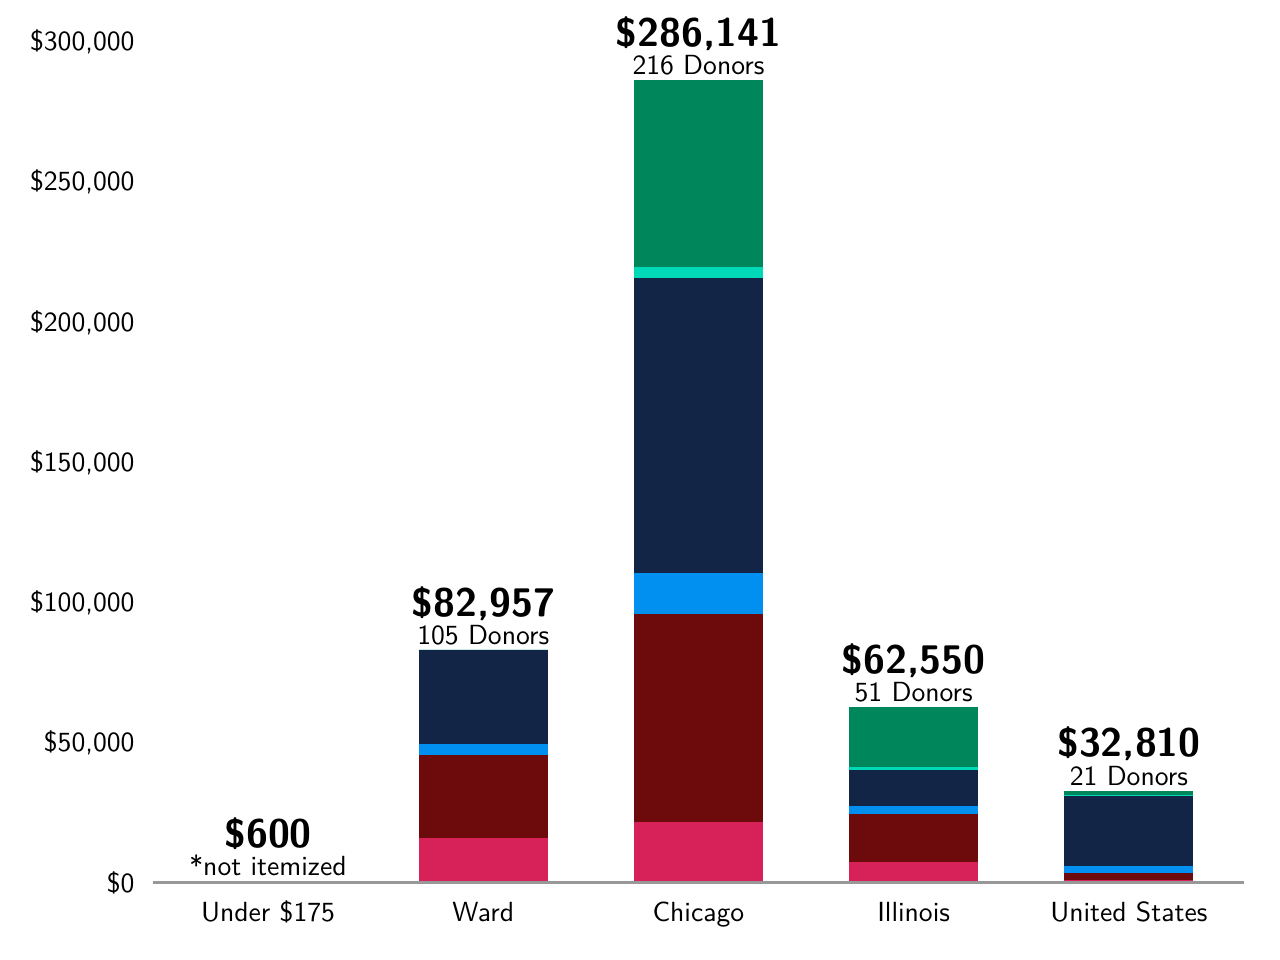 $300,000
$250,000
$200,000
$150,000
$100,000
$50,000
$0
$600
*not itemized
$82,957
105 Donors
$286,141
216 Donors
$62,550
51 Donors
$32,810
21 Donors
Under $175
Ward
Chicago
Illinois
United States